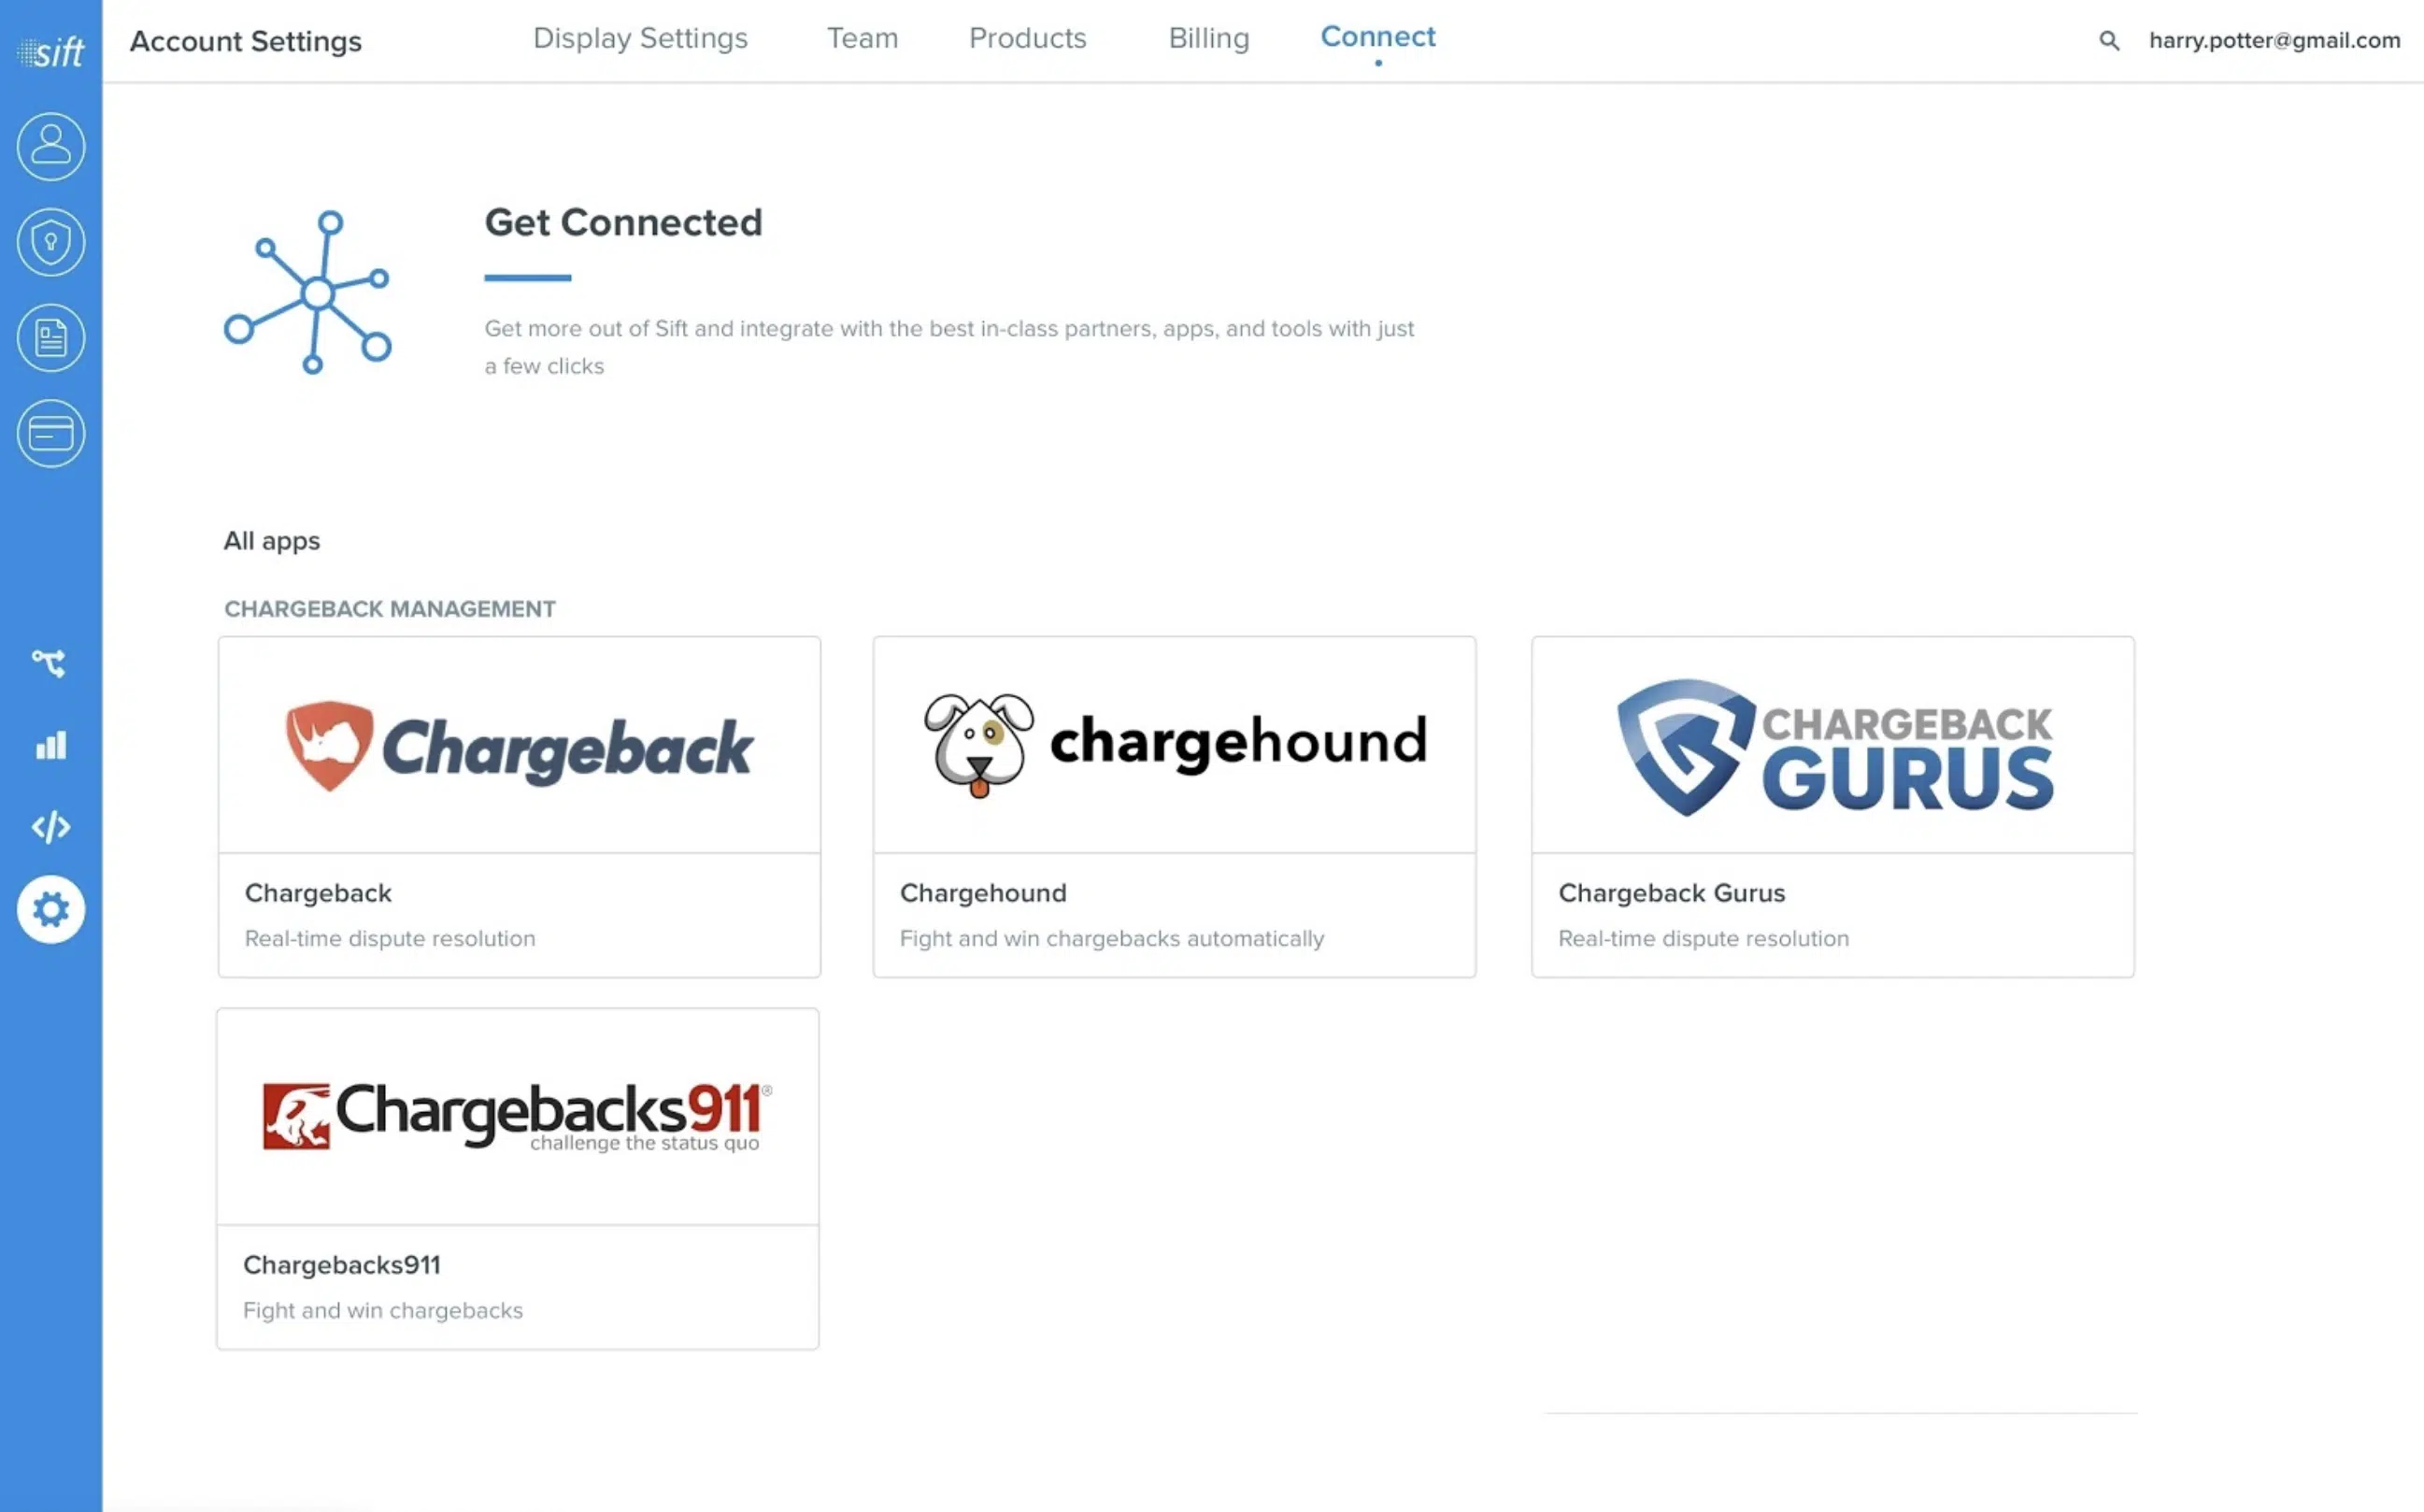 sift
Account Settings
Display Settings
Team
Products
Billing
Connect
harry.potter@gmail.com
Get Connected
Get more out of Sift and integrate with the best in-class partners, apps, and tools with just
a few clicks
All apps
CHARGEBACK MANAGEMENT
Chargeback
Chargeback
Real-time dispute resolution
chargehound
Chargehound
Fight and win chargebacks automatically
CHARGEBACK
GURUS
Chargeback Gurus
Real-time dispute resolution
Chargebacks911®
challenge the status quo
Chargebacks911
Fight and win chargebacks